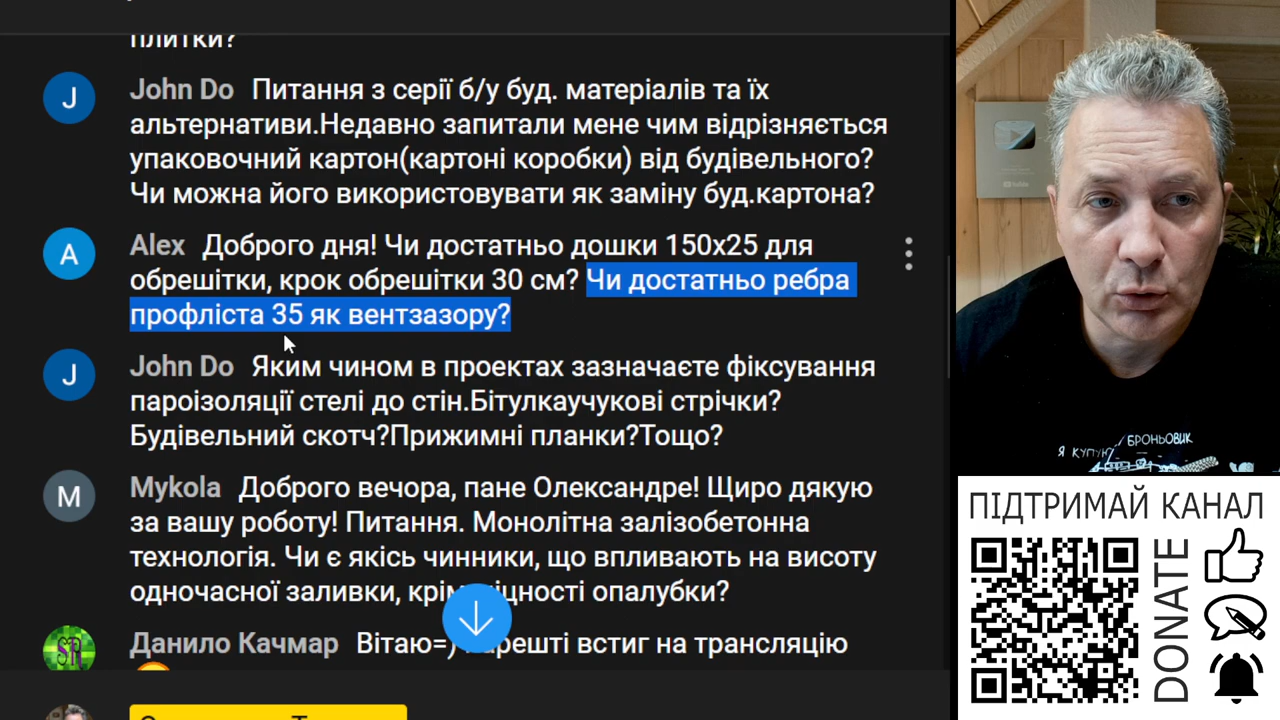 плитки?
John Do Питання з серії б/у буд. матеріалів та їх
альтернативи.Недавно запитали мене чим відрізняється
упаковочний картон(картоні коробки) від будівельного?
Чи можна його використовувати як заміну буд.картона?
Alex Доброго дня! Чи достатньо дошки 150х25 для
обрешітки, крок обрешітки 30 см? Чи достатньо ребра
профліста 35 як вентзазору?
John Do Яким чином в проектах зазначаєте фіксування
пароізоляції стелі до стін.Бітулкаучукові стрічки?
Будівельний скотч?Прижимні планки?Тощо?
Mykola Доброго вечора, пане Олександре! Щиро дякую
за вашу роботу! Питання. Монолітна залізобетонна
технологія. Чи є якісь чинники, що впливають на висоту
одночасної заливки, крім міцності опалубки?
Данило Качмар Вітаю=) нарешті встиг на трансляцію
J
A
J
M
Я КУПУЮ БРОНЬОВИК
ПІДТРИМАЙ КАНАЛ
DONATE